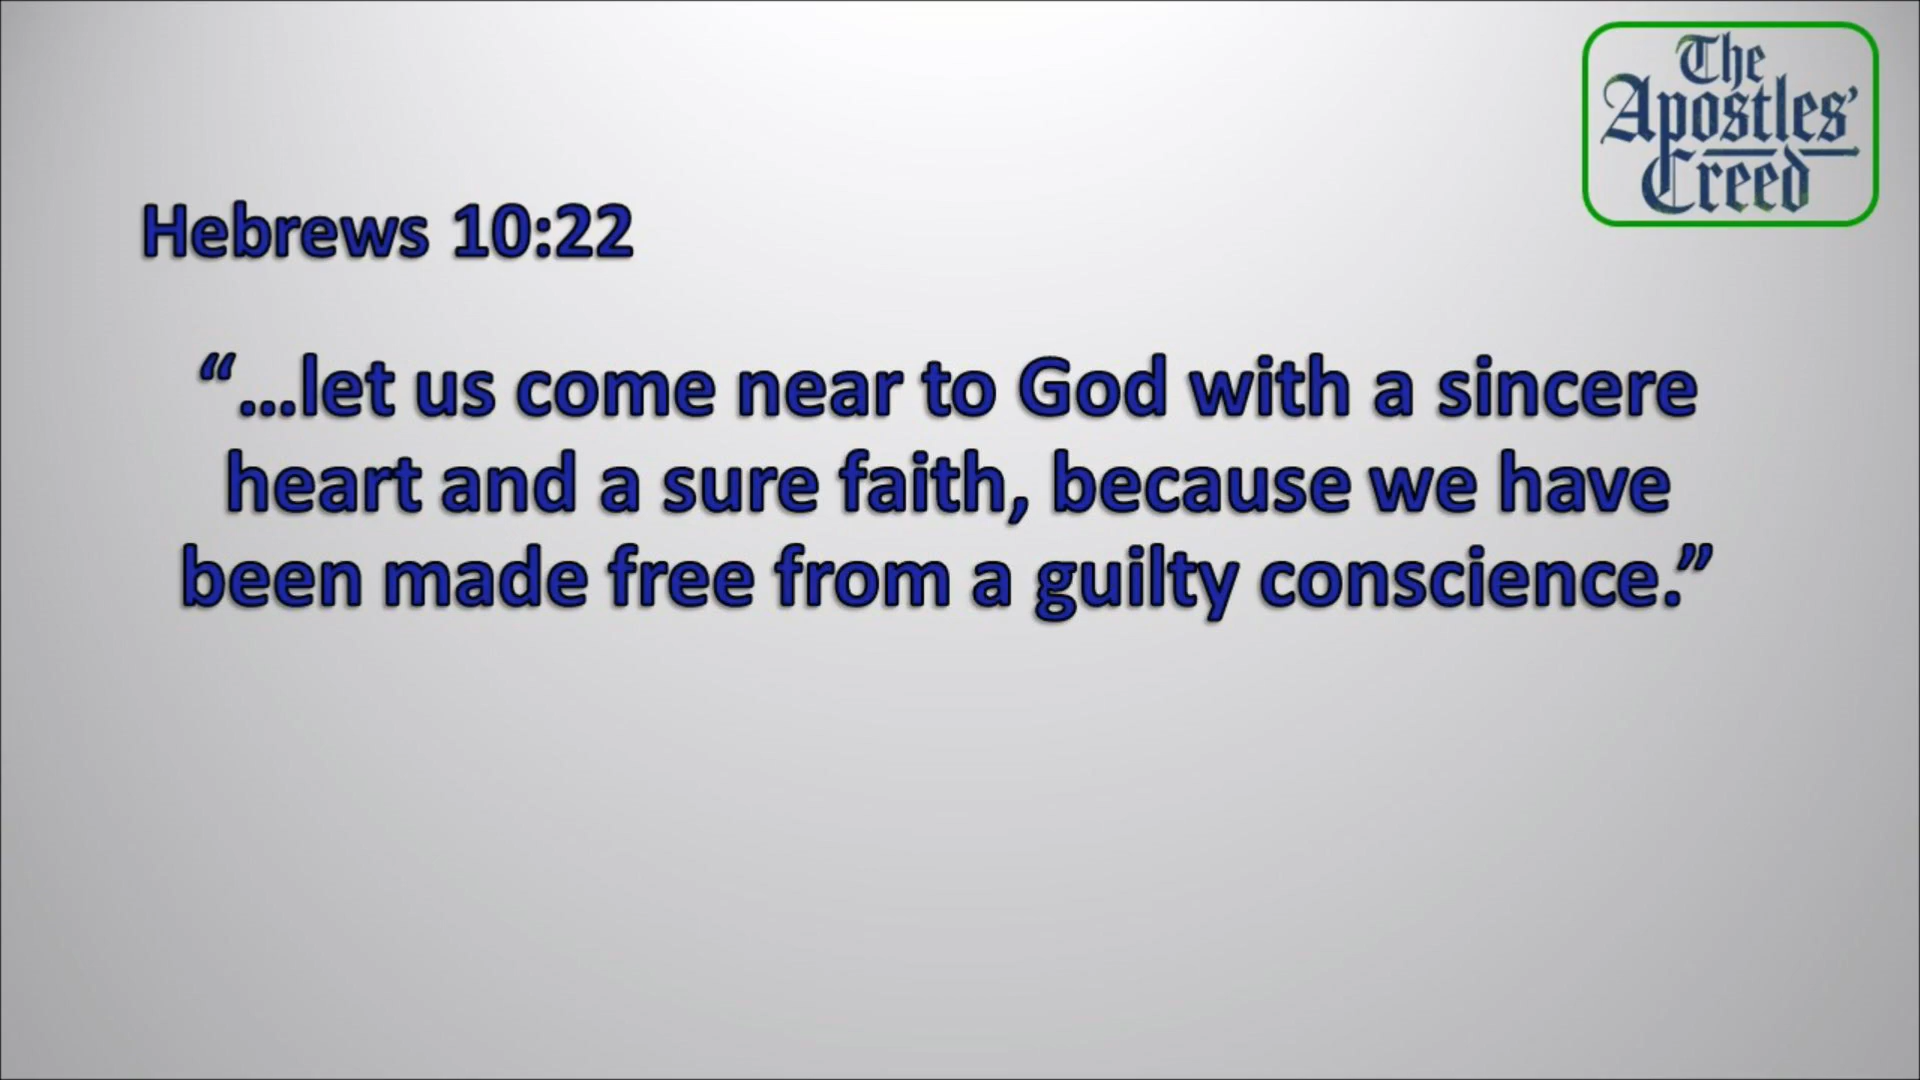 The
Apostles’
Creed
Hebrews 10:22
“...let us come near to God with a sincere
heart and a sure faith, because we have
been made free from a guilty conscience.”